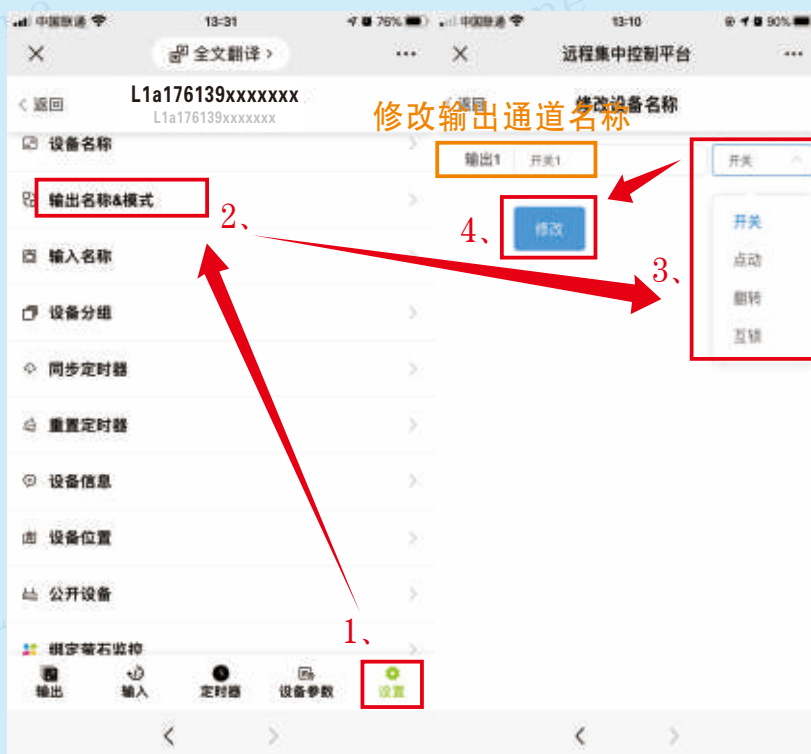 中国联通 13:31 76%
全文翻译 >
< 返回
L1a176139xxxxxxx
L1a176139xxxxxxx
设备名称
输出名称&模式
输入名称
设备分组
同步定时器
重置定时器
设备信息
设备位置
公开设备
绑定萤石监控
输出 输入 定时器 设备参数 设置
1、
2、
中国联通 13:10 90%
远程集中控制平台
返回 修改设备名称
修改输出通道名称
输出1 开关1 开关
4、 修改
3、
开关
点动
翻转
互锁